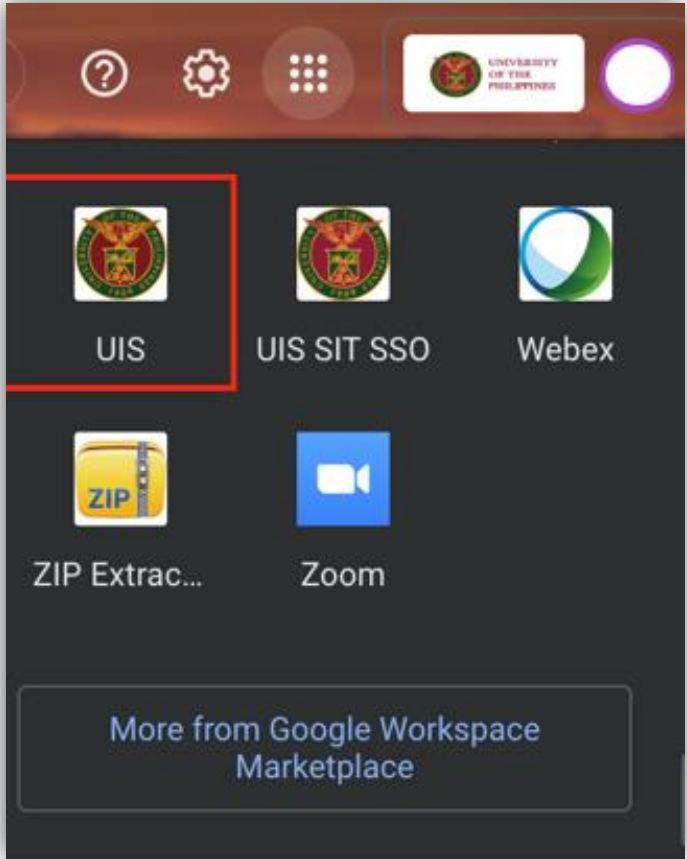 ?
UNIVERSITY
OF THE
PHILIPPINES
UIS
UIS SIT SSO
Webex
ZIP
ZIP Extrac...
Zoom
More from Google Workspace
Marketplace